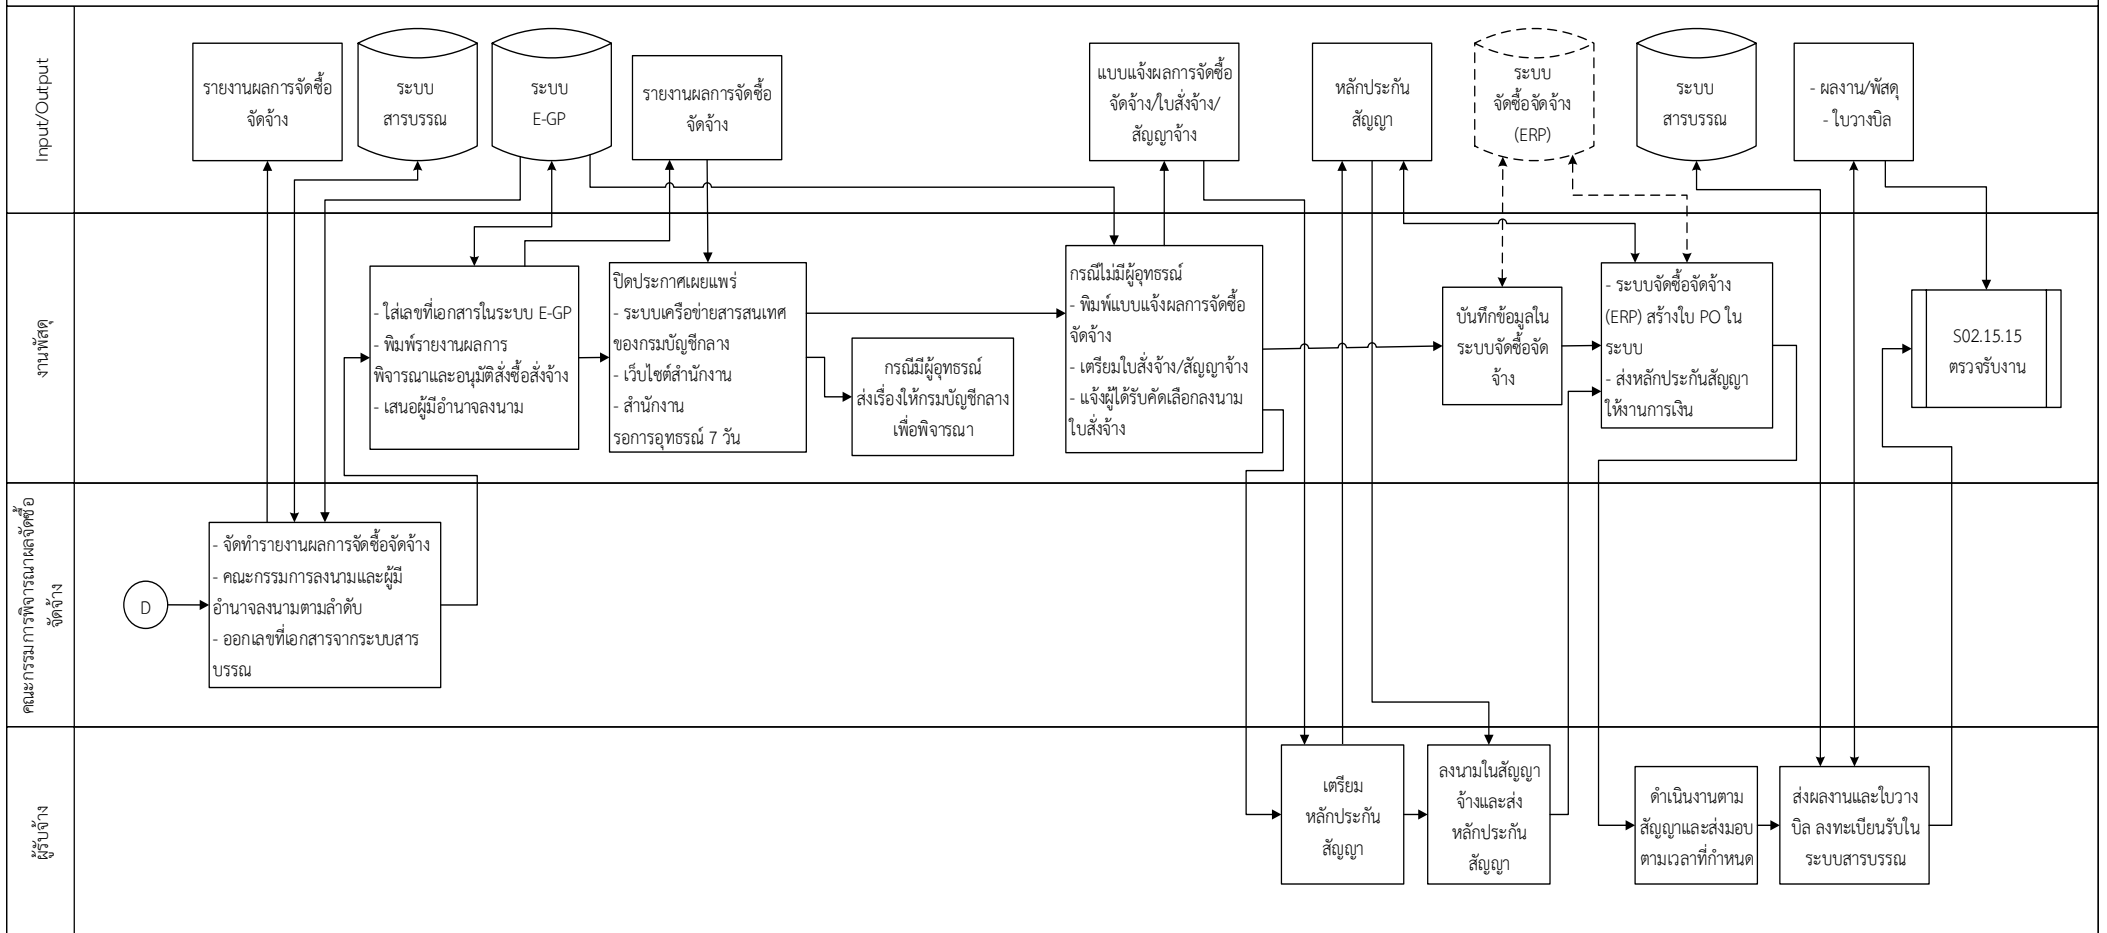 Input/Output
รายงานผลการจัดซื้อ
จัดจ้าง
ระบบ
สารบรรณ
ระบบ
E-GP
รายงานผลการจัดซื้อ
จัดจ้าง
แบบแจ้งผลการจัดซื้อ
จัดจ้าง/ใบสั่งจ้าง/
สัญญาจ้าง
หลักประกัน
สัญญา
ระบบ
จัดซื้อจัดจ้าง
(ERP)
ระบบ
สารบรรณ
- ผลงาน/พัสดุ
- ใบวางบิล
งานพัสดุ
- ใส่เลขที่เอกสารในระบบ E-GP
- พิมพ์รายงานผลการ
พิจารณาและอนุมัติสั่งซื้อสั่งจ้าง
- เสนอผู้มีอำนาจลงนาม
ปิดประกาศเผยแพร่
- ระบบเครือข่ายสารสนเทศ
ของกรมบัญชีกลาง
- เว็บไซต์สำนักงาน
- สำนักงาน
รอการอุทธรณ์ 7 วัน
กรณีมีผู้อุทธรณ์
ส่งเรื่องให้กรมบัญชีกลาง
เพื่อพิจารณา
กรณีไม่มีผู้อุทธรณ์
- พิมพ์แบบแจ้งผลการจัดซื้อ
จัดจ้าง
- เตรียมใบสั่งจ้าง/สัญญาจ้าง
- แจ้งผู้ได้รับคัดเลือกลงนาม
ใบสั่งจ้าง
บันทึกข้อมูลใน
ระบบจัดซื้อจัด
จ้าง
- ระบบจัดซื้อจัดจ้าง
(ERP) สร้างใบ PO ใน
ระบบ
- ส่งหลักประกันสัญญา
ให้งานการเงิน
S02.15.15
ตรวจรับงาน
คณะกรรมการพิจารณาผลจัดซื้อ
จัดจ้าง
D
- จัดทำรายงานผลการจัดซื้อจัดจ้าง
- คณะกรรมการลงนามและผู้มี
อำนาจลงนามตามลำดับ
- ออกเลขที่เอกสารจากระบบสาร
บรรณ
ผู้รับจ้าง
เตรียม
หลักประกัน
สัญญา
ลงนามในสัญญา
จ้างและส่ง
หลักประกัน
สัญญา
ดำเนินงานตาม
สัญญาและส่งมอบ
ตามเวลาที่กำหนด
ส่งผลงานและใบวาง
บิล ลงทะเบียนรับใน
ระบบสารบรรณ